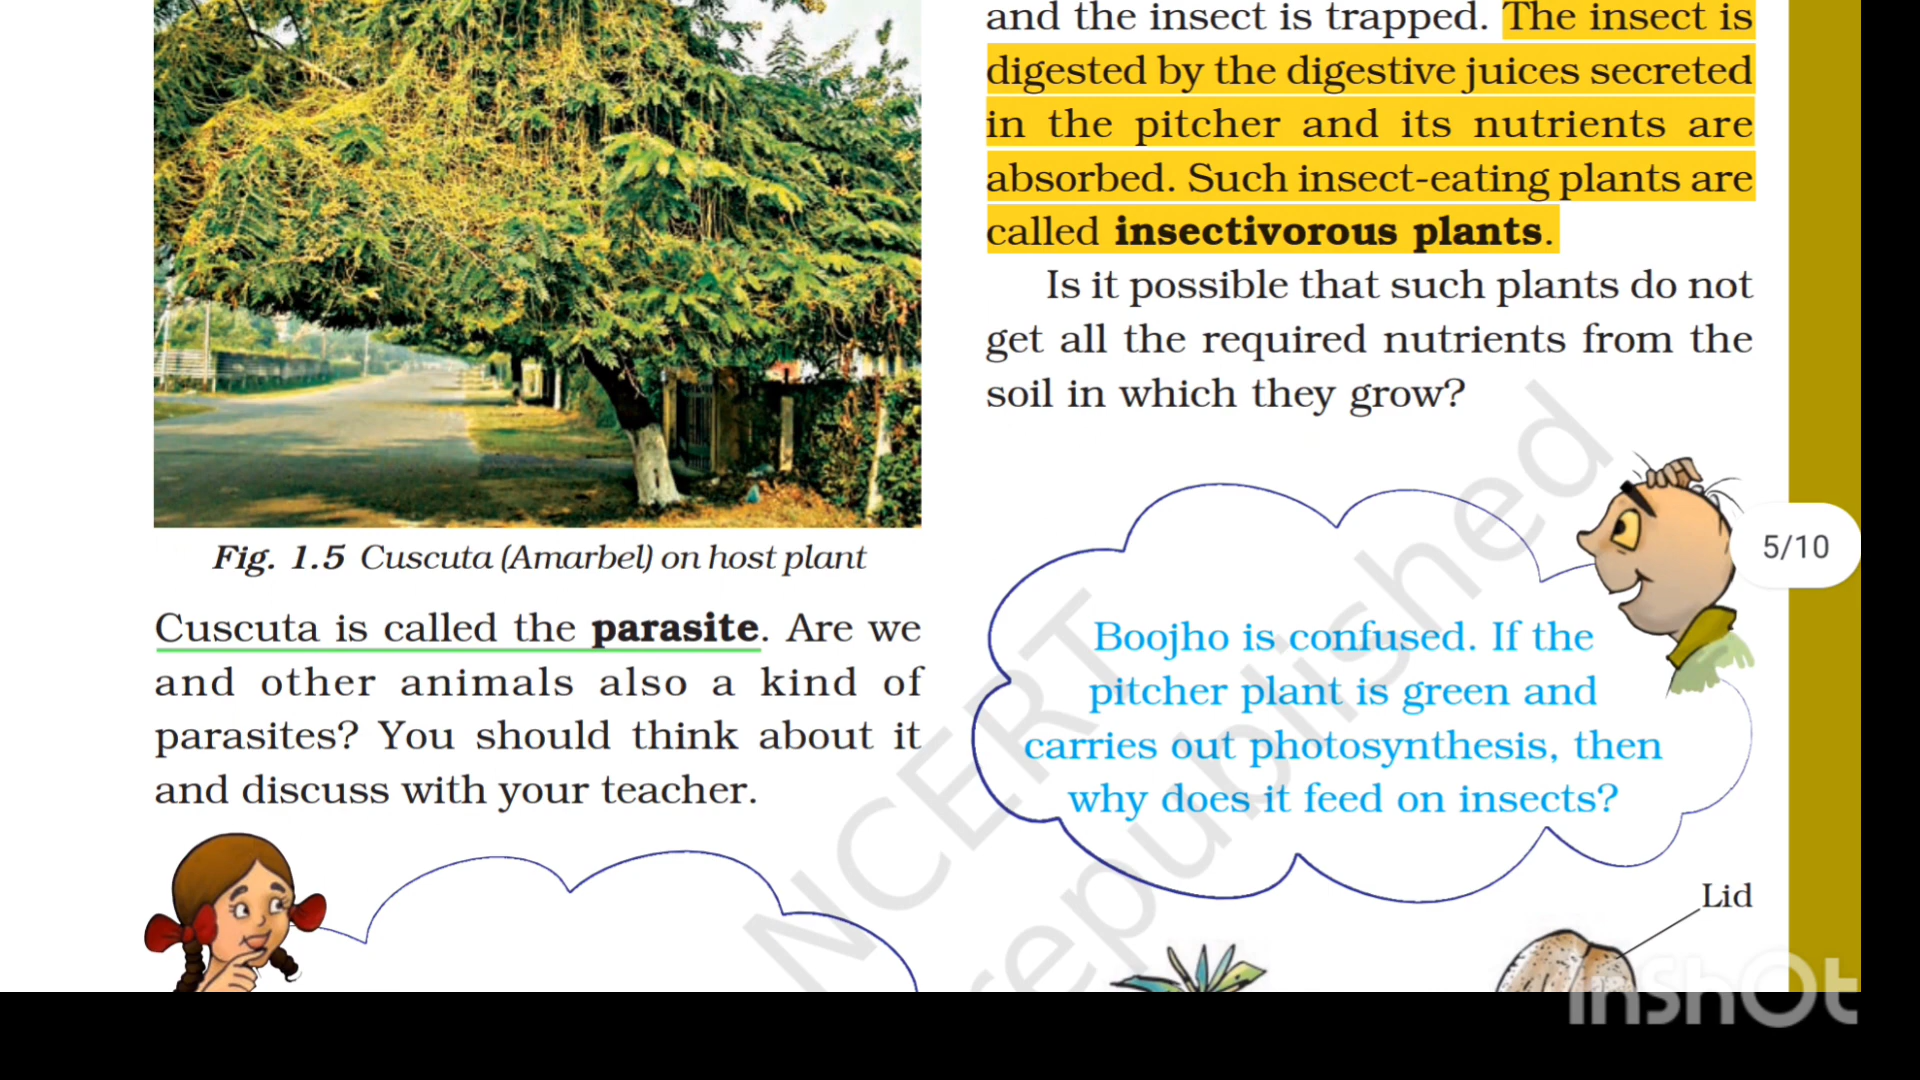 Fig. 1.5 Cuscuta (Amarbel) on host plant
Cuscuta is called the parasite. Are we
and other animals also a kind of
parasites? You should think about it
and discuss with your teacher.
and the insect is trapped. The insect is
digested by the digestive juices secreted
in the pitcher and its nutrients are
absorbed. Such insect-eating plants are
called insectivorous plants.
Is it possible that such plants do not
get all the required nutrients from the
soil in which they grow?
5/10
Boojho is confused. If the
pitcher plant is green and
carries out photosynthesis, then
why does it feed on insects?
Lid
NCERT
republished
InShOt